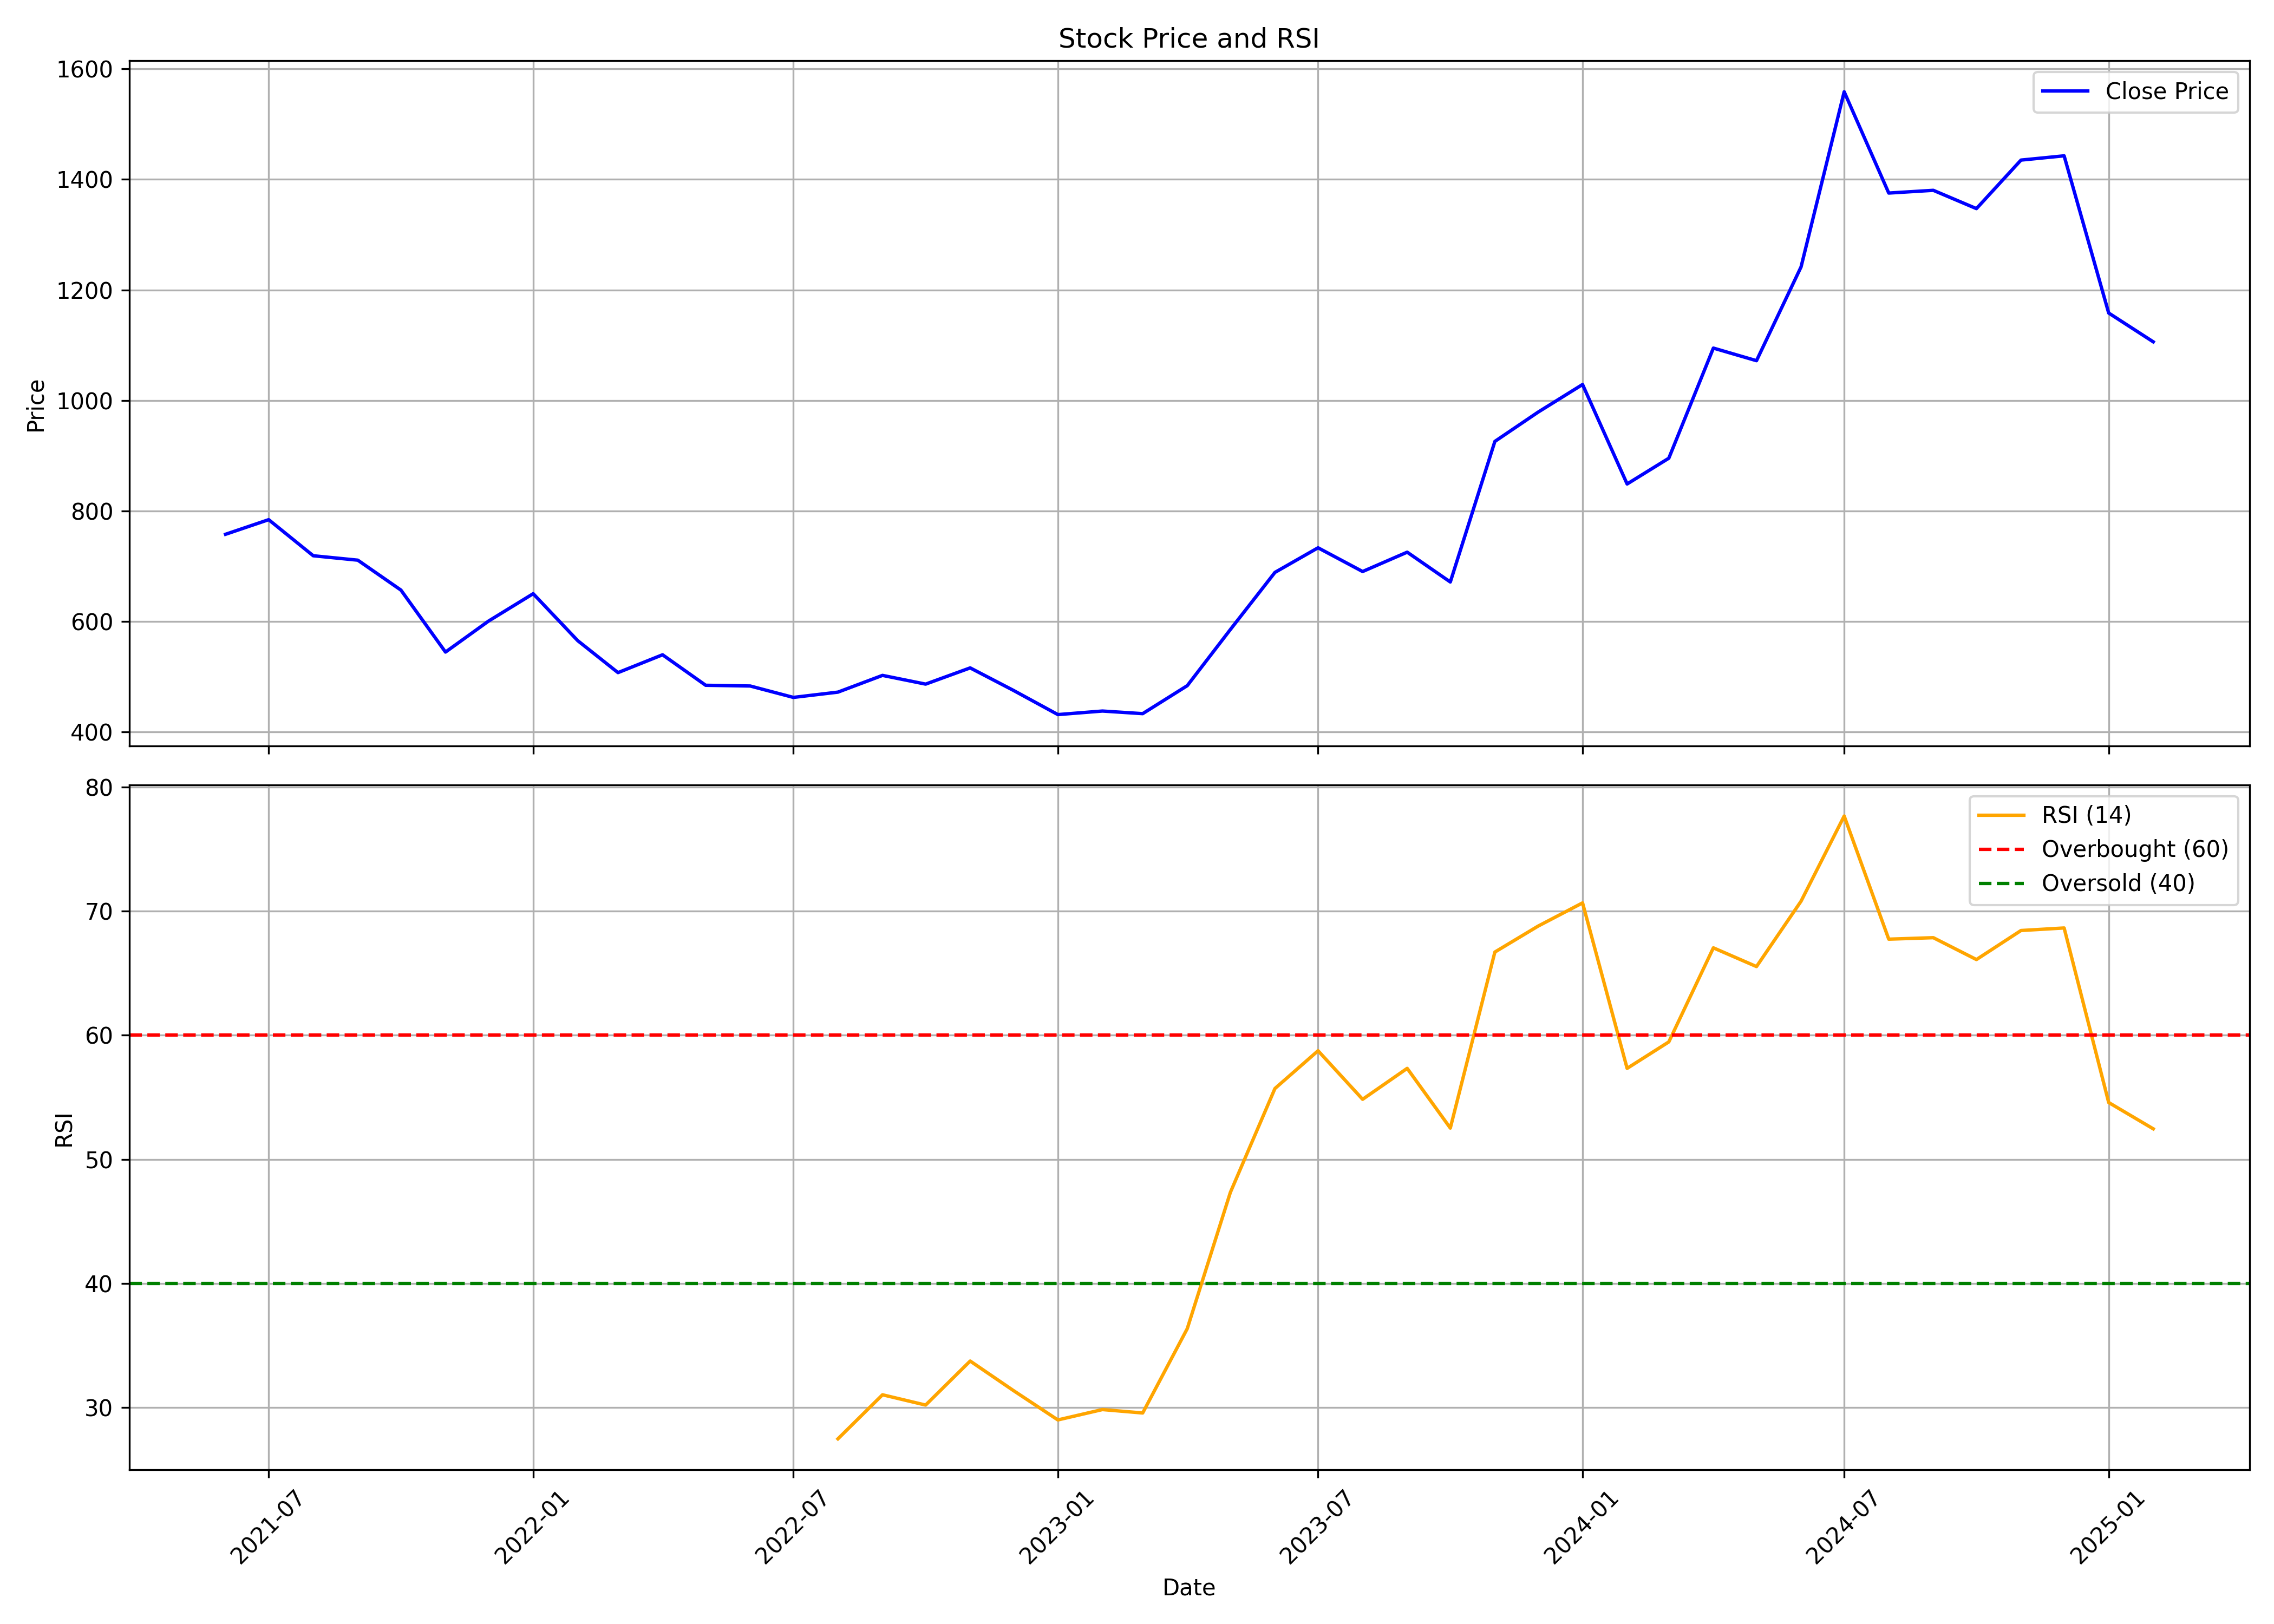 Stock Price and RSI
1600
1400
1200
1000
800
600
400
Price
Close Price
80
70
60
50
40
30
RSI
RSI (14)
Overbought (60)
Oversold (40)
2021-07
2022-01
2022-07
2023-01
2023-07
2024-01
2024-07
2025-01
Date